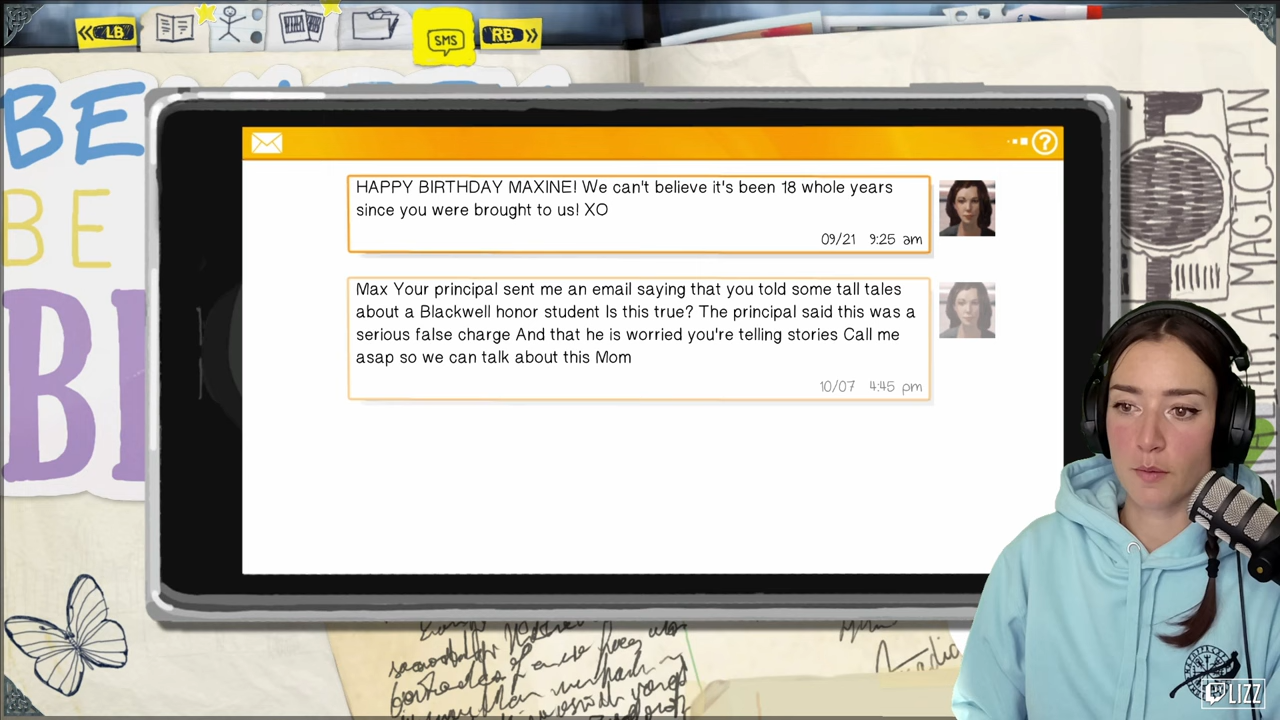 LB
SMS
RB
BE
BE
HAPPY BIRTHDAY MAXINE! We can't believe it's been 18 whole years
since you were brought to us! XO
09/21 9:25 am
Max Your principal sent me an email saying that you told some tall tales
about a Blackwell honor student Is this true? The principal said this was a
serious false charge And that he is worried you're telling stories Call me
asap so we can talk about this Mom
10/07 4:45 pm
MAGICIAN
LIZZ